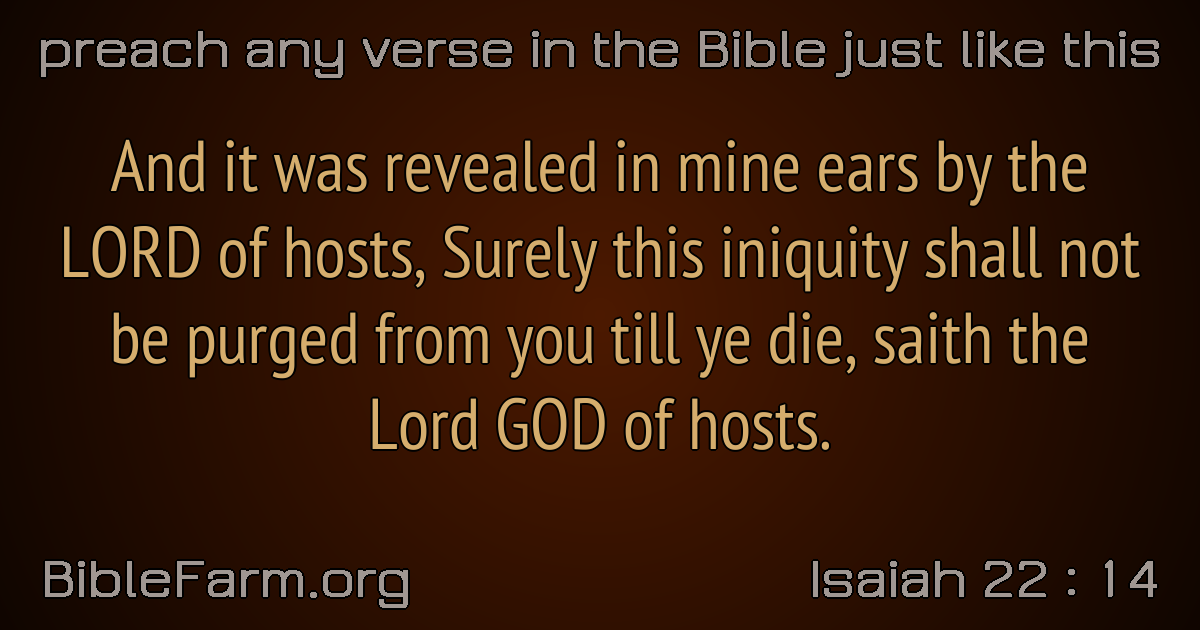 preach any verse in the Bible just like this
And it was revealed in mine ears by the
LORD of hosts, Surely this iniquity shall not
be purged from you till ye die, saith the
Lord GOD of hosts.
BibleFarm.org
Isaiah 22 : 14